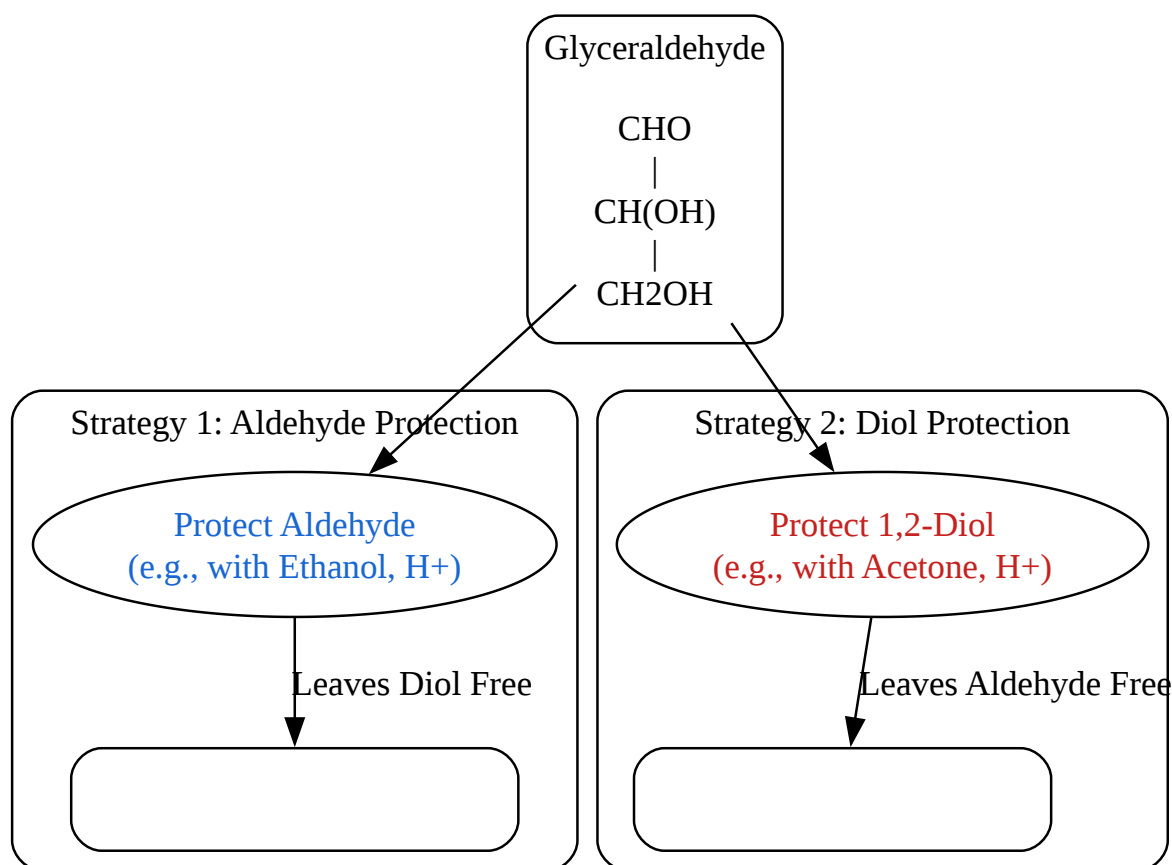 Glyceraldehyde
CHO
|
CH(OH)
|
CH2OH
Strategy 1: Aldehyde Protection
Protect Aldehyde
(e.g., with Ethanol, H+)
Leaves Diol Free
Strategy 2: Diol Protection
Protect 1,2-Diol
(e.g., with Acetone, H+)
Leaves Aldehyde Free